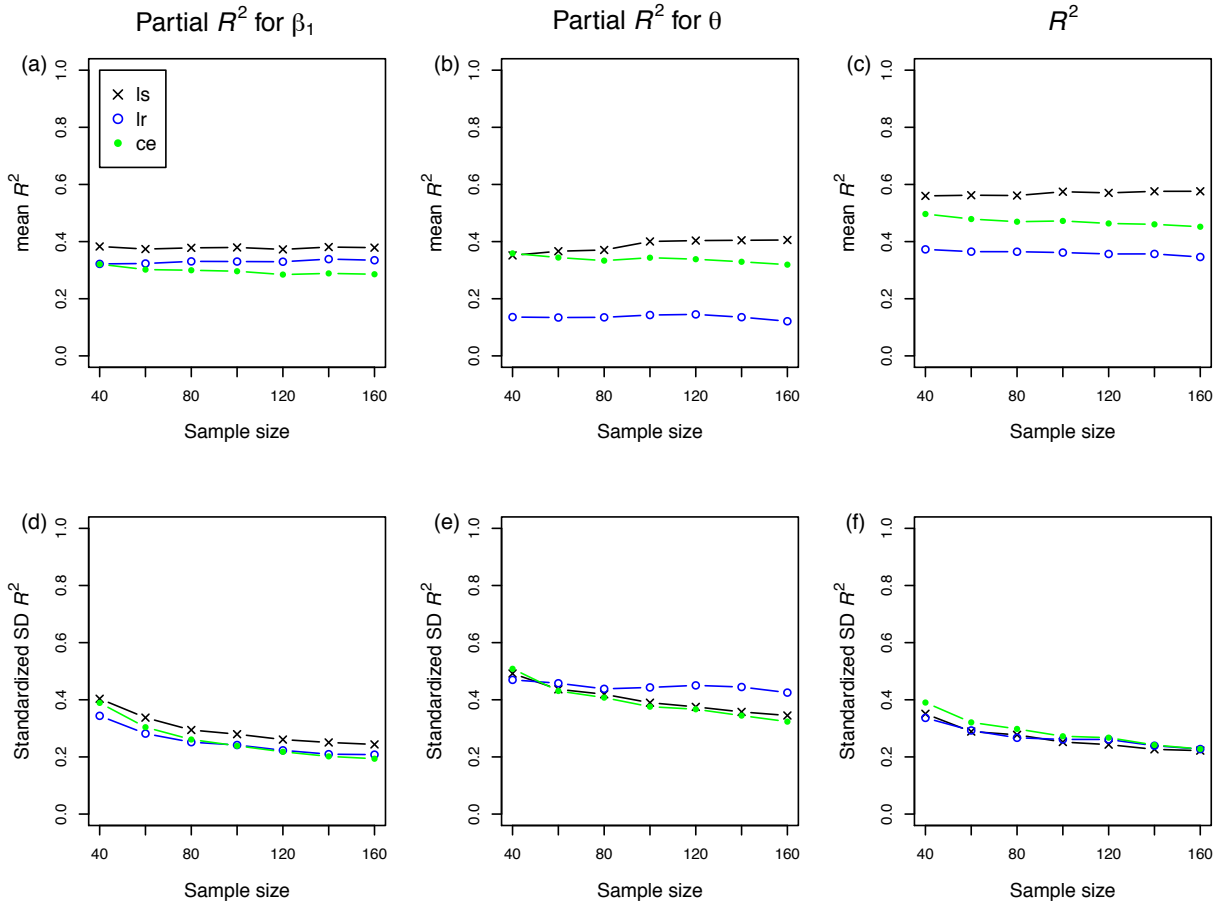 Partial R² for β₁
Partial R² for θ
R²
(a)
ls
lr
ce
mean R²
0.0 0.2 0.4 0.6 0.8 1.0
40 80 120 160
Sample size
(b)
mean R²
0.0 0.2 0.4 0.6 0.8 1.0
40 80 120 160
Sample size
(c)
mean R²
0.0 0.2 0.4 0.6 0.8 1.0
40 80 120 160
Sample size
(d)
Standardized SD R²
0.0 0.2 0.4 0.6 0.8 1.0
40 80 120 160
Sample size
(e)
Standardized SD R²
0.0 0.2 0.4 0.6 0.8 1.0
40 80 120 160
Sample size
(f)
Standardized SD R²
0.0 0.2 0.4 0.6 0.8 1.0
40 80 120 160
Sample size